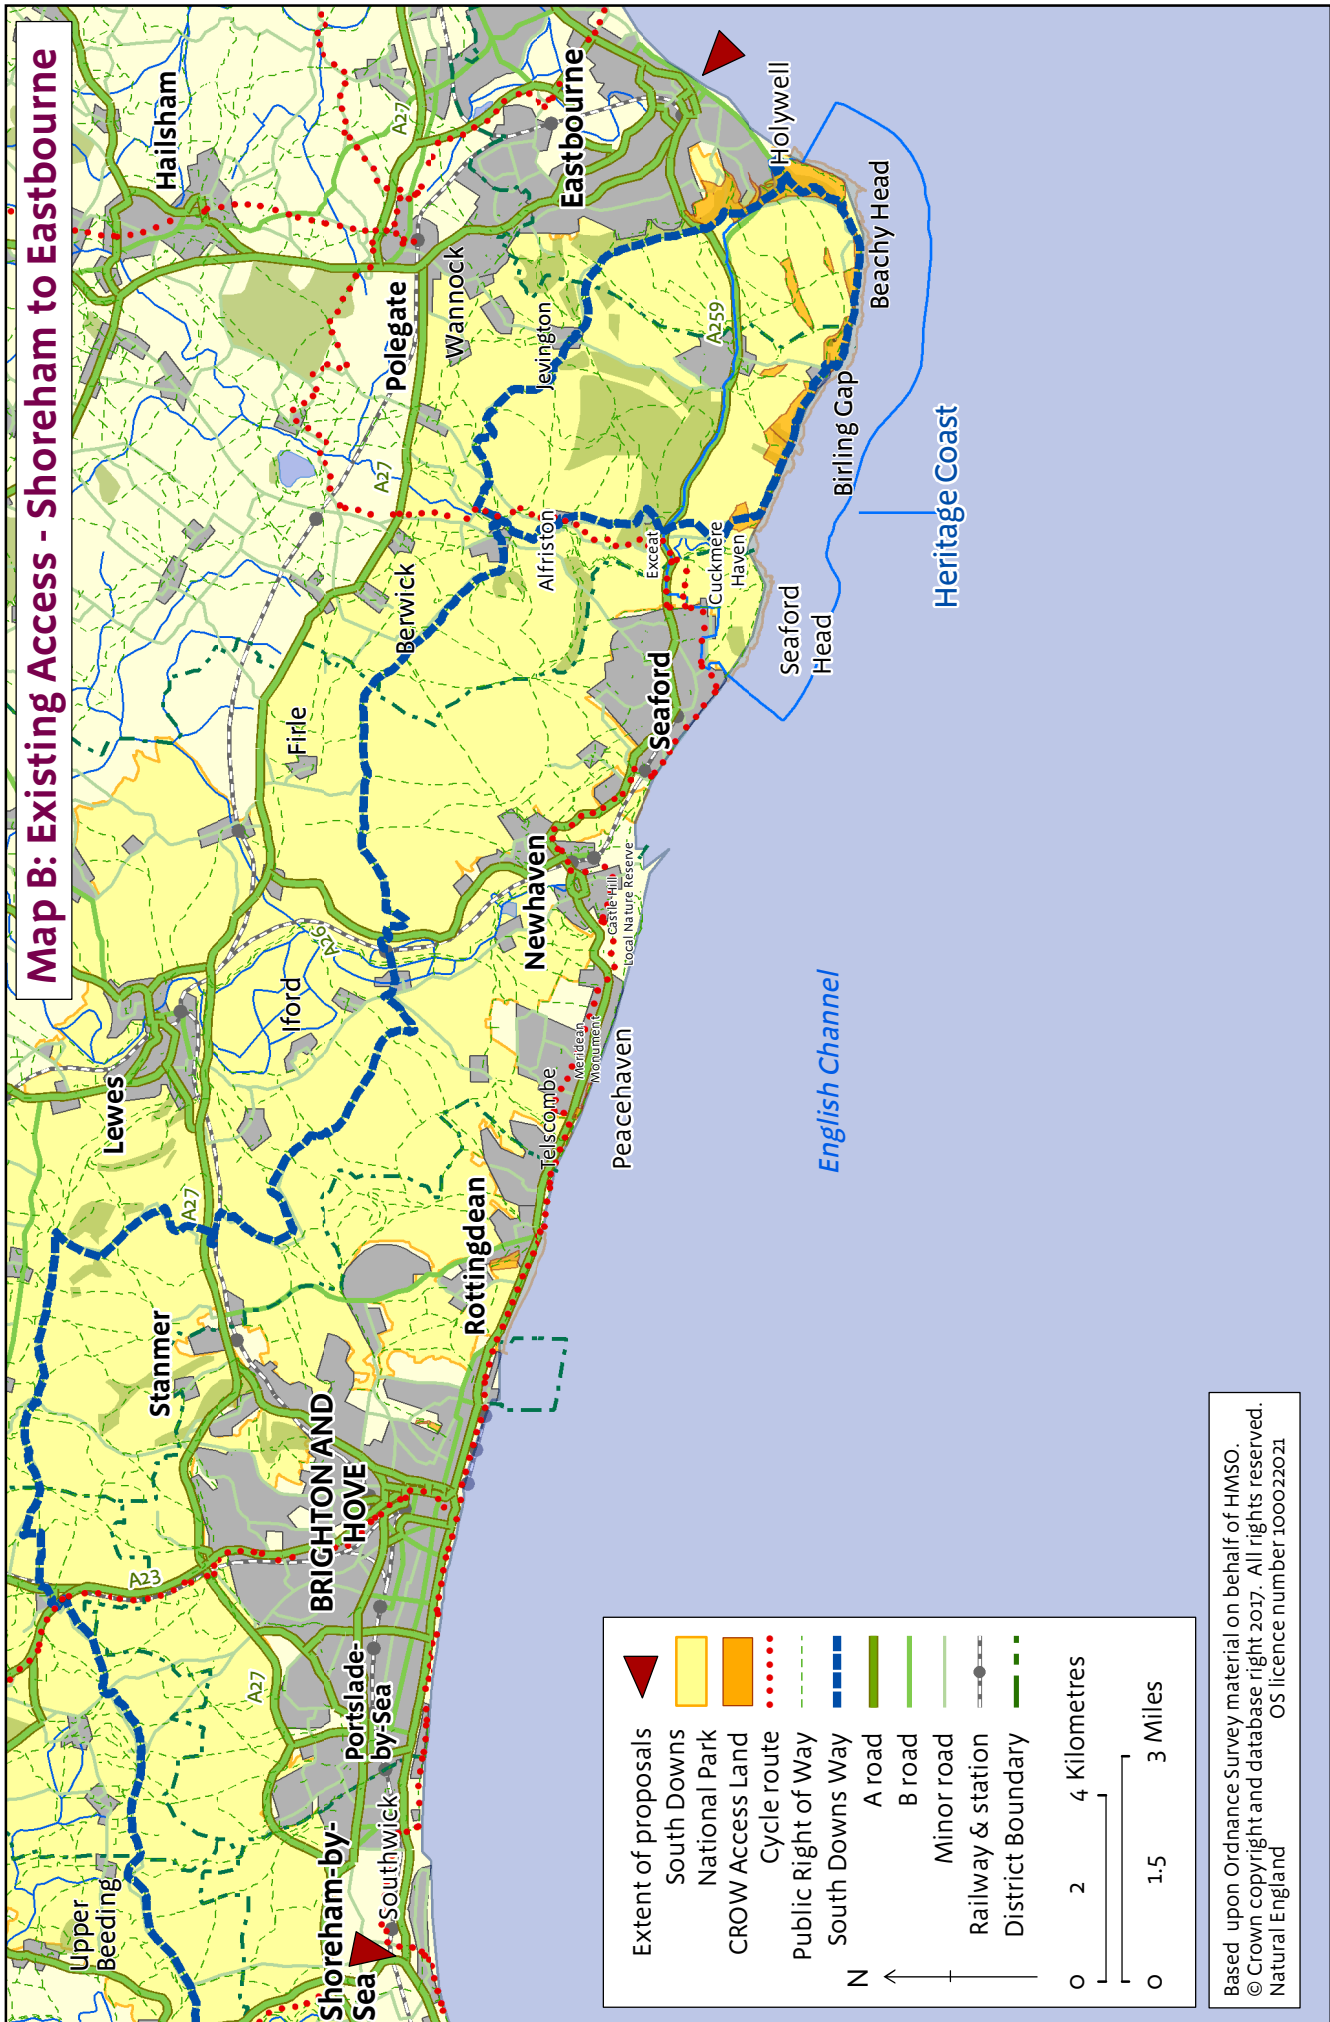 Map B: Existing Access - Shoreham to Eastbourne
Hailsham
A27
Eastbourne
Holywell
Polegate
Wannock
Jevington
A259
Beachy Head
Birling Gap
Heritage Coast
A27
Berwick
Alfriston
Exceat
Cuckmere
Haven
Seaford
Head
Firle
Seaford
Newhaven
Castle Hill
Local Nature Reserve
A26
Iford
Lewes
Meridean
Monument
Telscombe
Peacehaven
English Channel
A27
Rottingdean
Stanmer
BRIGHTON AND
HOVE
A23
A27
Portslade-
by-Sea
Southwick
Upper
Beeding
Shoreham-by-
Sea
Extent of proposals
South Downs
National Park
CROW Access Land
Cycle route
Public Right of Way
South Downs Way
A road
B road
Minor road
Railway & station
District Boundary
N
0 2 4 Kilometres
0 1.5 3 Miles
Based upon Ordnance Survey material on behalf of HMSO.
© Crown copyright and database right 2017. All rights reserved.
Natural England OS licence number 100022021